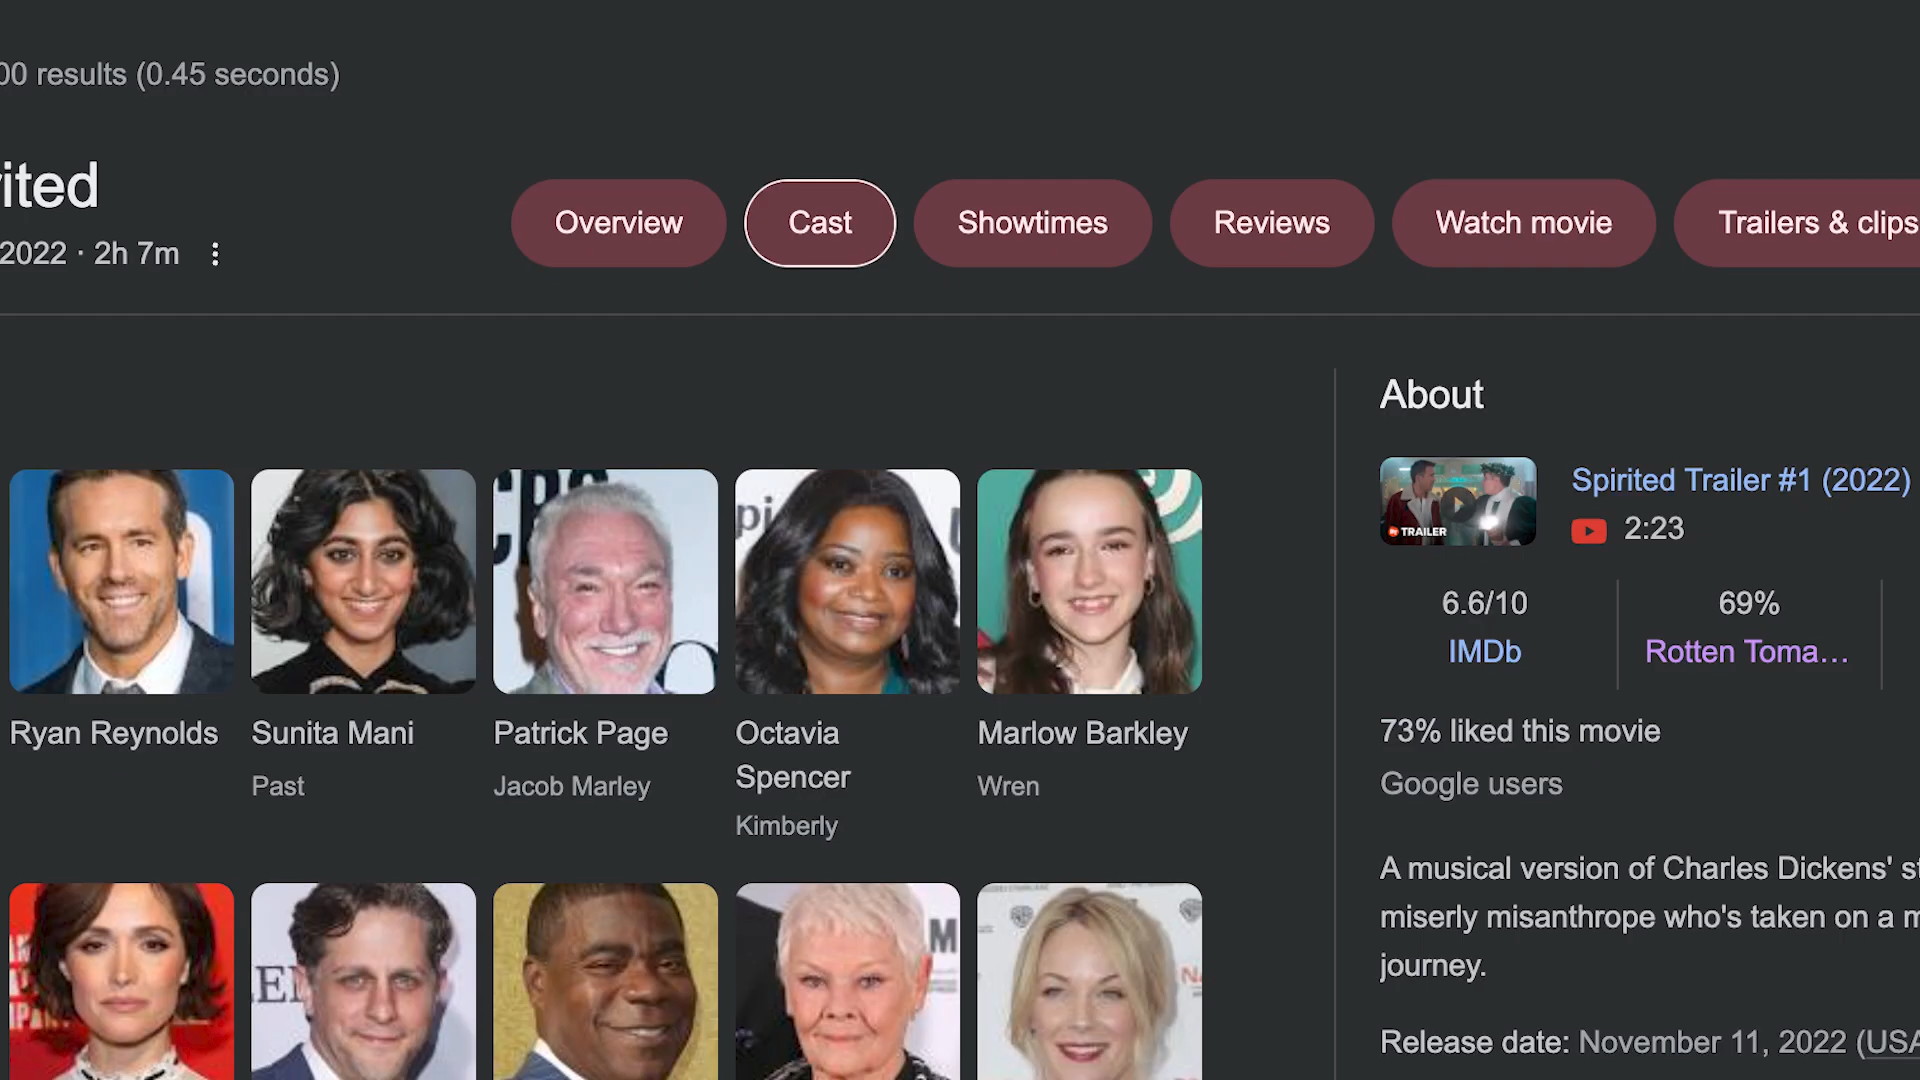 00 results (0.45 seconds)
rited
2022 · 2h 7m
Overview
Cast
Showtimes
Reviews
Watch movie
Trailers & clips
About
TRAILER
Spirited Trailer #1 (2022)
2:23
6.6/10
IMDb
69%
Rotten Toma...
73% liked this movie
Google users
A musical version of Charles Dickens' st
miserly misanthrope who's taken on a m
journey.
Release date: November 11, 2022 (USA
Ryan Reynolds
Sunita Mani
Past
Patrick Page
Jacob Marley
Octavia
Spencer
Kimberly
Marlow Barkley
Wren